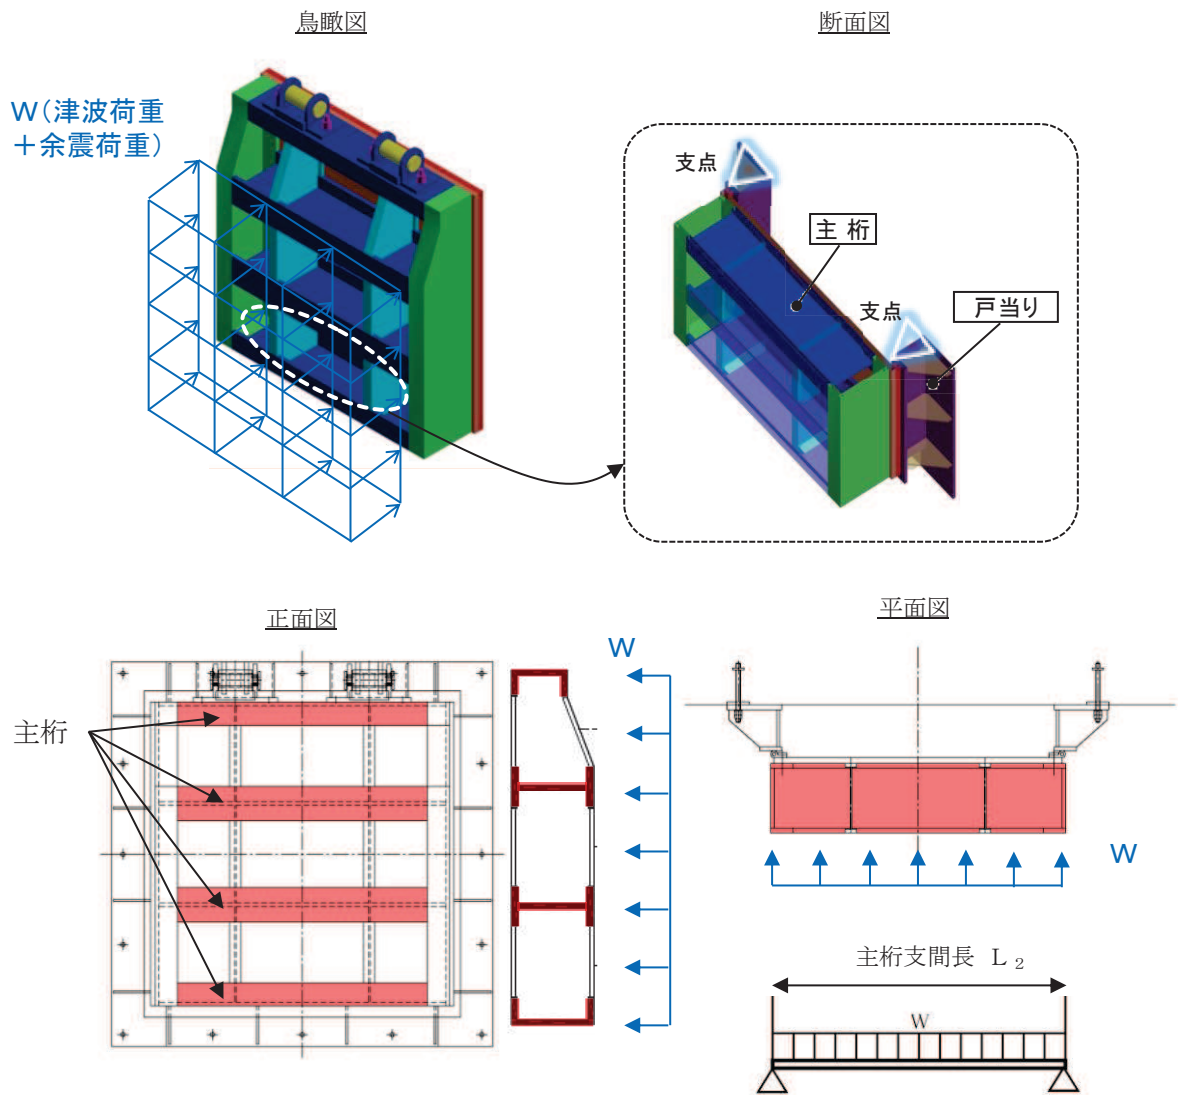 鳥瞰図
断面図
W(津波荷重
+余震荷重)
支点
主 桁
支点
戸当り
正面図
平面図
W
主桁
W
主桁支間長 L₂
W